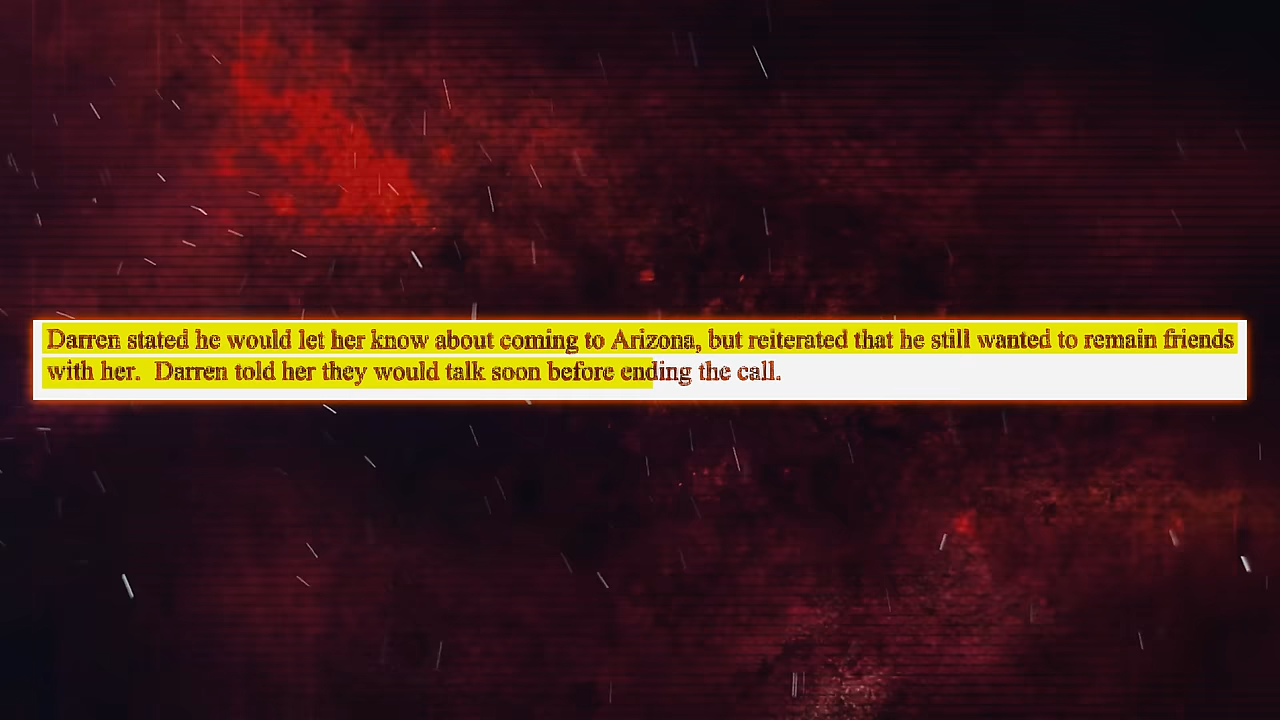 Darren stated he would let her know about coming to Arizona, but reiterated that he still wanted to remain friends
with her.  Darren told her they would talk soon before ending the call.